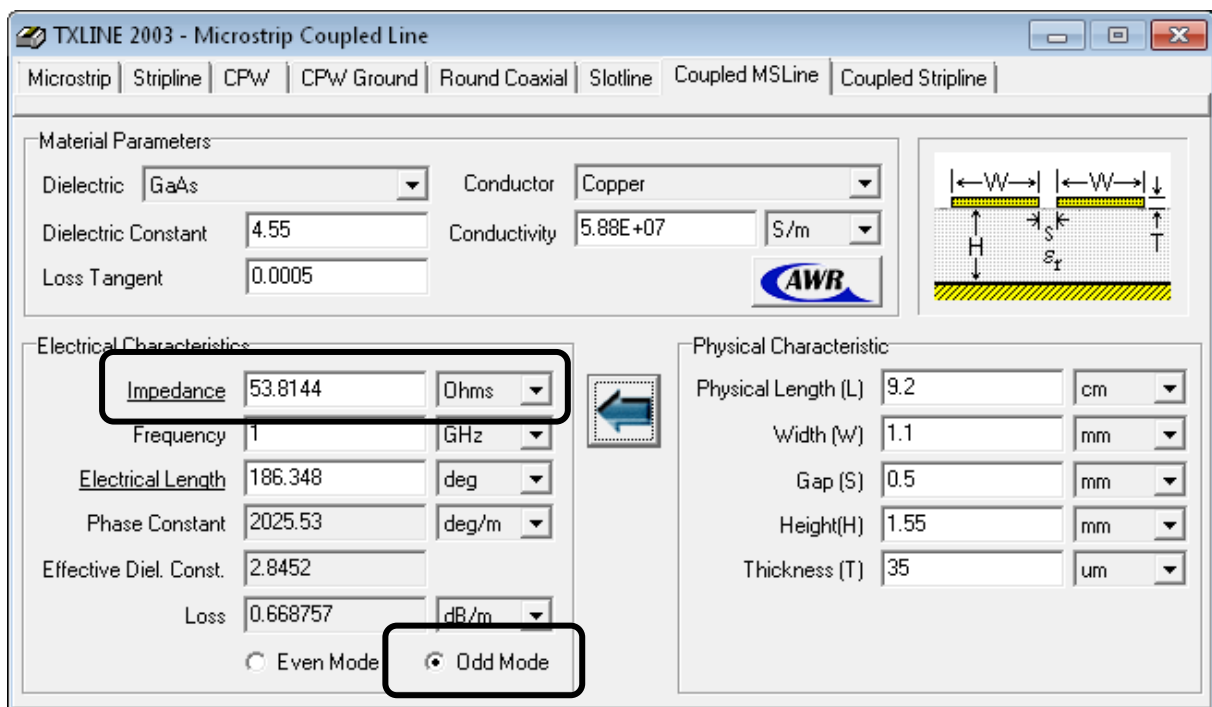 TXLINE 2003 - Microstrip Coupled Line
Microstrip Stripline CPW CPW Ground Round Coaxial Slotline Coupled MSLine Coupled Stripline
Material Parameters
Dielectric GaAs Conductor Copper
Dielectric Constant 4.55 Conductivity 5.88E+07 S/m
Loss Tangent 0.0005 AWR
W W
S T
H
εr
Electrical Characteristics
Impedance 53.8144 Ohms
Frequency 1 GHz
Electrical Length 186.348 deg
Phase Constant 2025.53 deg/m
Effective Diel. Const. 2.8452
Loss 0.668757 dB/m
Even Mode Odd Mode
Physical Characteristic
Physical Length (L) 9.2 cm
Width (W) 1.1 mm
Gap (S) 0.5 mm
Height(H) 1.55 mm
Thickness (T) 35 um